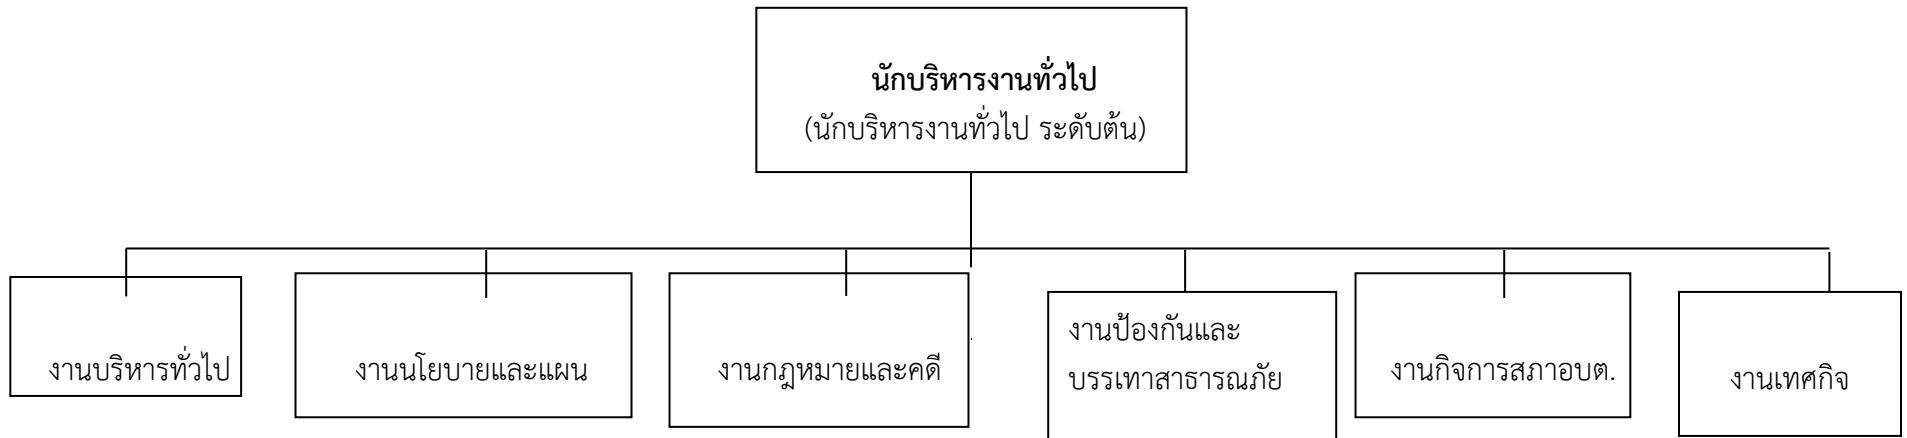 นักบริหารงานทั่วไป
(นักบริหารงานทั่วไป ระดับต้น)
งานบริหารทั่วไป
งานนโยบายและแผน
งานกฎหมายและคดี
งานป้องกันและ
บรรเทาสาธารณภัย
งานกิจการสภาอบต.
งานเทศกิจ